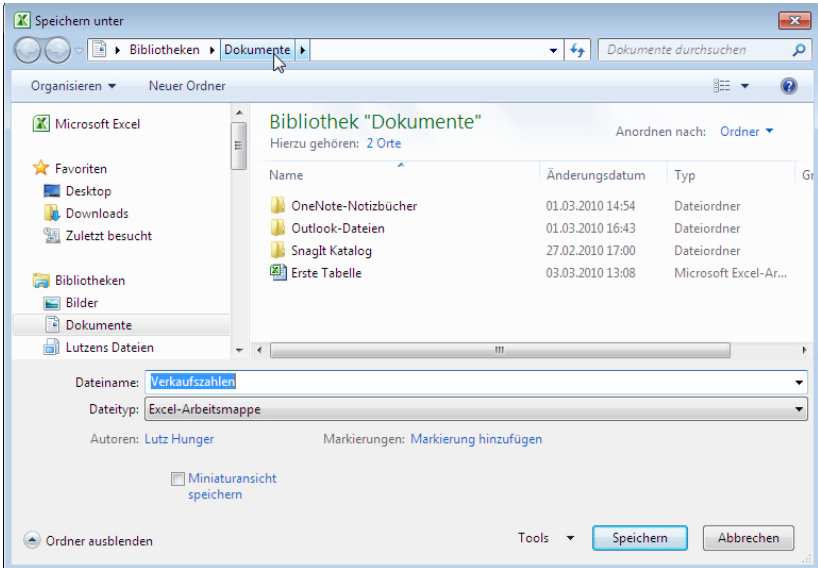 Speichern unter
Bibliotheken Dokumente
Dokumente durchsuchen
Organisieren Neuer Ordner
Microsoft Excel
Favoriten
Desktop
Downloads
Zuletzt besucht
Bibliotheken
Bilder
Dokumente
Lutzens Dateien
Bibliothek "Dokumente"
Hierzu gehören: 2 Orte
Anordnen nach: Ordner
Name Änderungsdatum Typ Gr
OneNote-Notizbücher 01.03.2010 14:54 Dateiordner
Outlook-Dateien 01.03.2010 16:43 Dateiordner
SnagIt Katalog 27.02.2010 17:00 Dateiordner
Erste Tabelle 03.03.2010 13:08 Microsoft Excel-Ar...
Dateiname: Verkaufszahlen
Dateityp: Excel-Arbeitsmappe
Autoren: Lutz Hunger Markierungen: Markierung hinzufügen
Miniaturansicht
speichern
Ordner ausblenden Tools Speichern Abbrechen